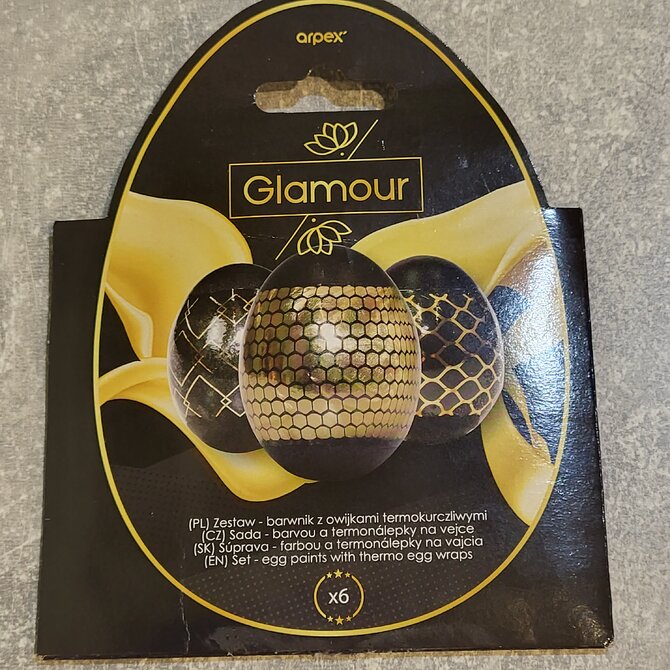 arpex
Glamour
(PL) Zestaw - barwnik z owijkami termokurczliwymi
(CZ) Sada - barvou a termonálepky na vejce
(SK) Súprava - farbou a termonálepky na vajcia
(EN) Set - egg paints with thermo egg wraps
x6